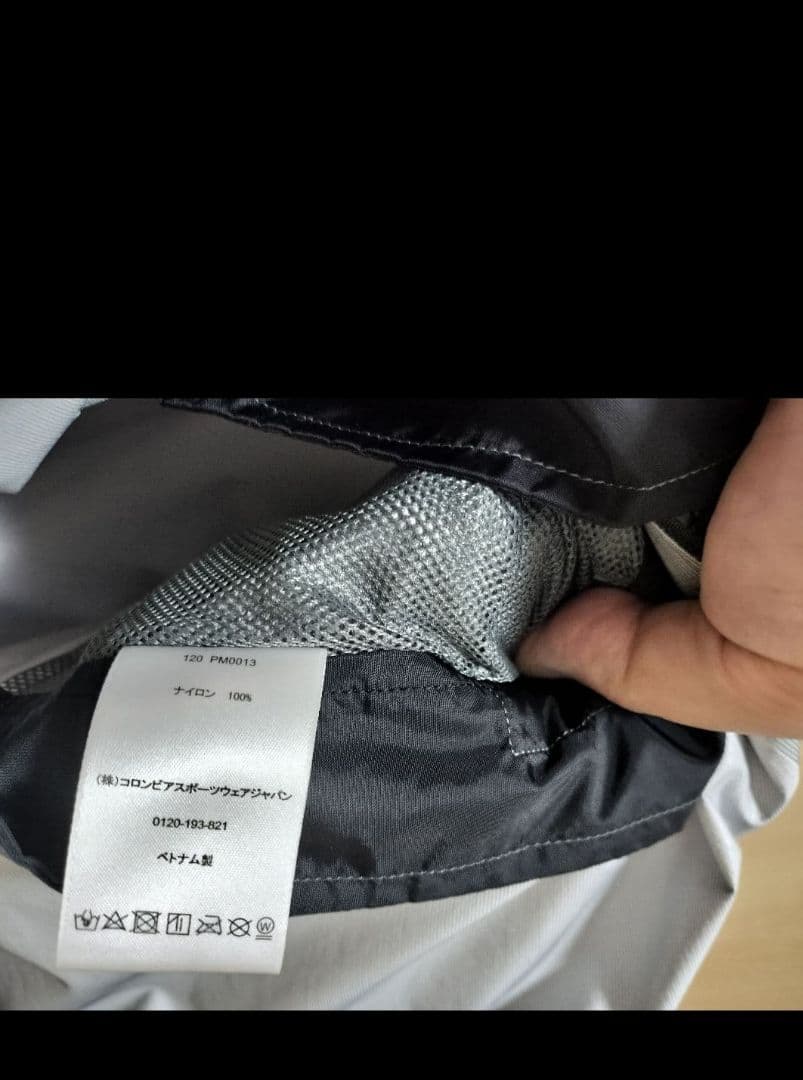 120 PM0013
ナイロン 100%
(株)コロンビアスポーツウェアジャパン
0120-193-821
ベトナム製
W